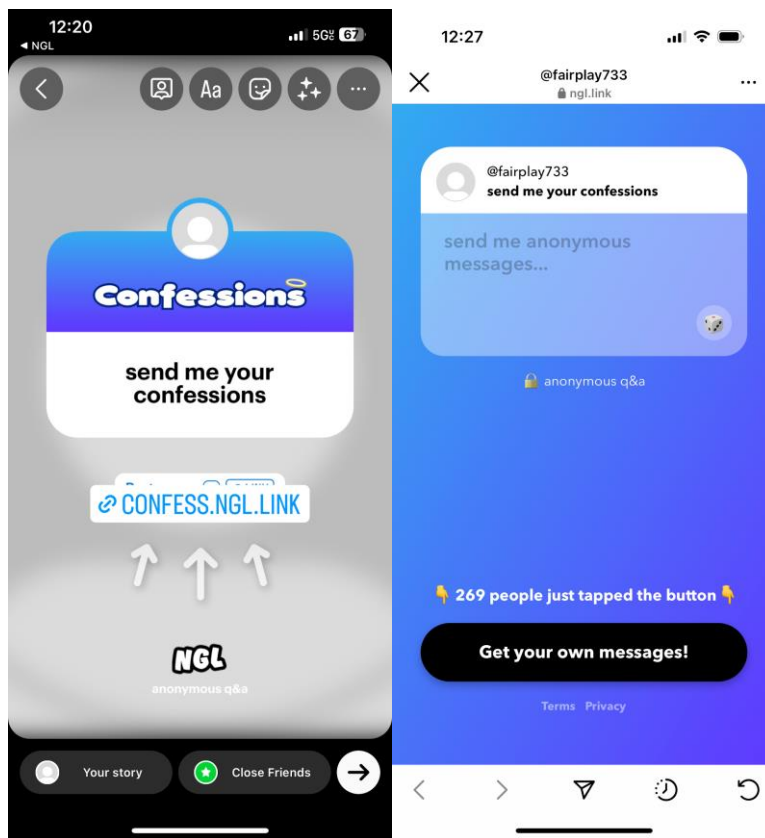 12:20
NGL
5G
67
Aa
Confessions
send me your
confessions
CONFESS.NGL.LINK
NGL
anonymous q&a
Your story
Close Friends
12:27
@fairplay733
ngl.link
@fairplay733
send me your confessions
send me anonymous
messages...
anonymous q&a
269 people just tapped the button
Get your own messages!
Terms Privacy